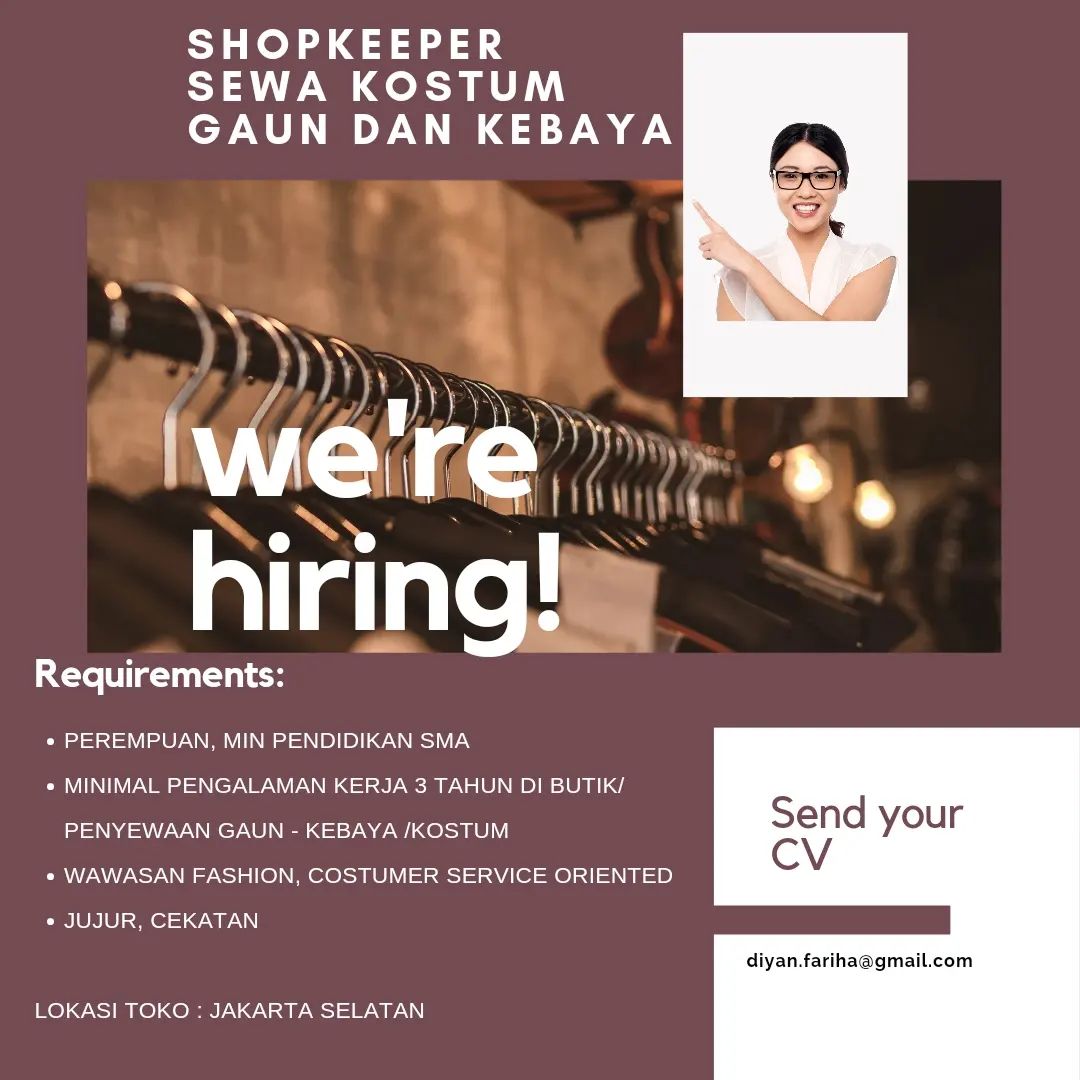 SHOPKEEPER
SEWA KOSTUM
GAUN DAN KEBAYA
we're
hiring!
Requirements:
• PEREMPUAN, MIN PENDIDIKAN SMA
• MINIMAL PENGALAMAN KERJA 3 TAHUN DI BUTIK/
PENYEWAAN GAUN - KEBAYA /KOSTUM
• WAWASAN FASHION, COSTUMER SERVICE ORIENTED
• JUJUR, CEKATAN
LOKASI TOKO : JAKARTA SELATAN
Send your
CV
diyan.fariha@gmail.com